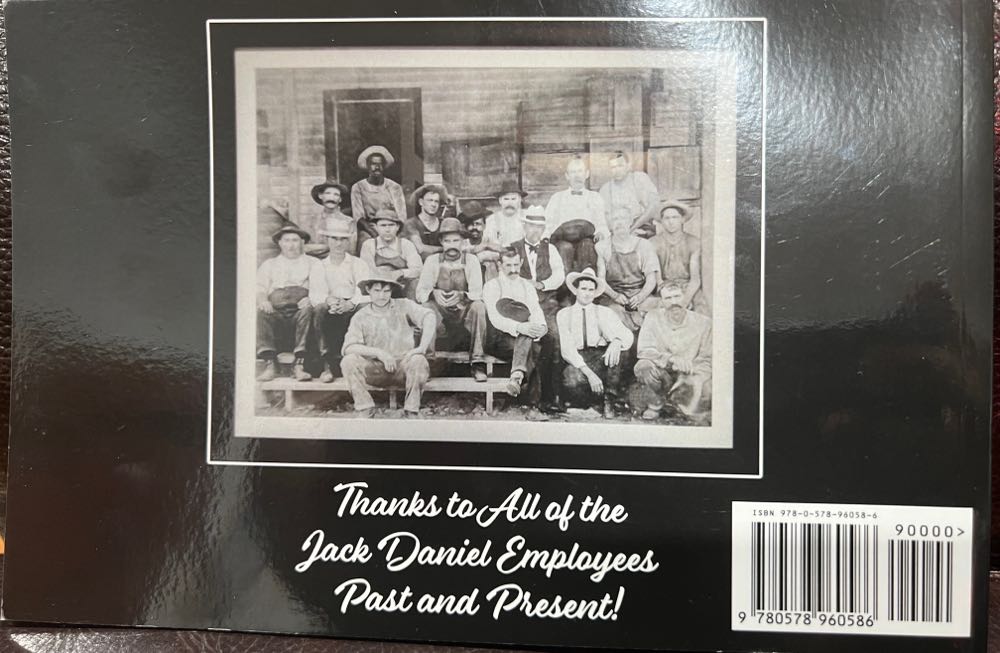 Thanks to All of the
Jack Daniel Employees
Past and Present!
ISBN 978-0-578-96058-6
90000>
9 780578 960586